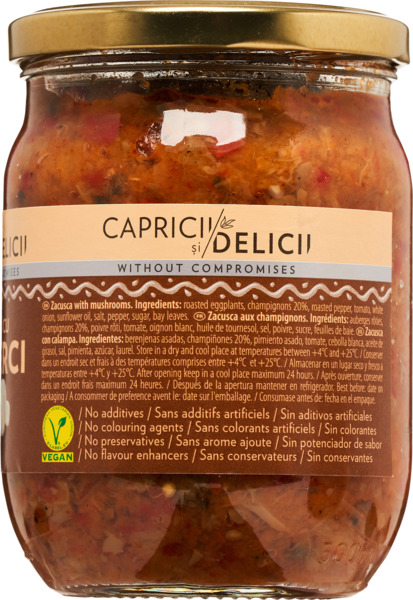 CAPRICII
și DELICII
ELICII
WITHOUT COMPROMISES
MISES
CU
RCI
Zacusca with mushrooms. Ingredients: roasted eggplants, champignons 20%, roasted pepper, tomato, white
onion, sunflower oil, salt, pepper, sugar, bay leaves. Zacusca aux champignons. Ingrédients: auberges rôties,
champignons 20%, poivre rôti, tomate, oignon blanc, huile de tournesol, sel, poivre, sucre, feuilles de baie. Zacusca
con calampa. Ingredientes: berenjenas asadas, champiñones 20%, pimiento asado, tomate, cebolla blanca, aceite de
girasol, sal, pimienta, azúcar, laurel. Store in a dry and cool place at temperatures between +4°C and +25°C / Conserver
dans un endroit sec et frais à des températures comprises entre +4°C et +25°C. / Almacenar en un lugar seco y fresco a
temperaturas entre +4°C y +25°C. After opening keep in a cool place maximum 24 hours. / Après ouverture, conserver
dans un endroit frais maximum 24 heures. / Después de la apertura mantener en refrigerador. Best before: date on
packaging / A consommer de preference avent le: date sur l'emballage. / Consumase antes de: fecha en el empaque.
No additives / Sans additifs artificiels / Sin aditivos artificiales
No colouring agents / Sans colorants artificiels / Sin colorantes
No preservatives / Sans arome ajoute / Sin potenciador de sabor
No flavour enhancers / Sans conservateurs / Sin conservantes
VEGAN